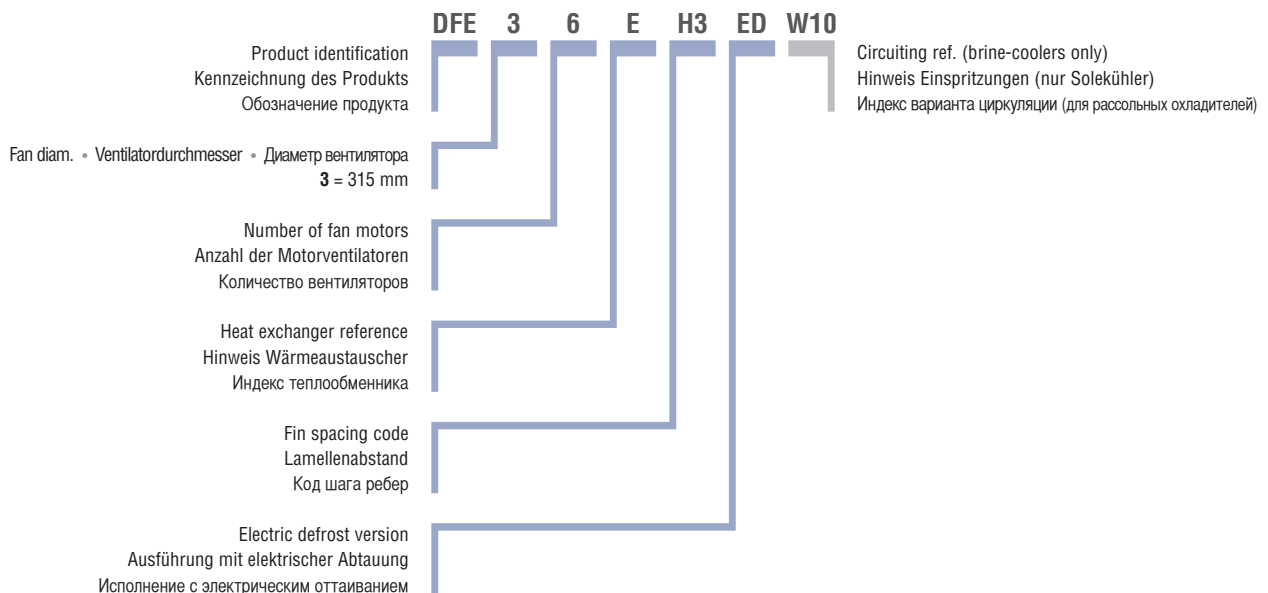 DFE 3 6 E H3 ED W10
Product identification
Kennzeichnung des Produkts
Обозначение продукта
Circuiting ref. (brine-coolers only)
Hinweis Einspritzungen (nur Solekühler)
Индекс варианта циркуляции (для рассольных охладителей)
Fan diam. • Ventilatordurchmesser • Диаметр вентилятора
3 = 315 mm
Number of fan motors
Anzahl der Motorventilatoren
Количество вентиляторов
Heat exchanger reference
Hinweis Wärmeaustauscher
Индекс теплообменника
Fin spacing code
Lamellenabstand
Код шага ребер
Electric defrost version
Ausführung mit elektrischer Abtauung
Исполнение с электрическим оттаиванием